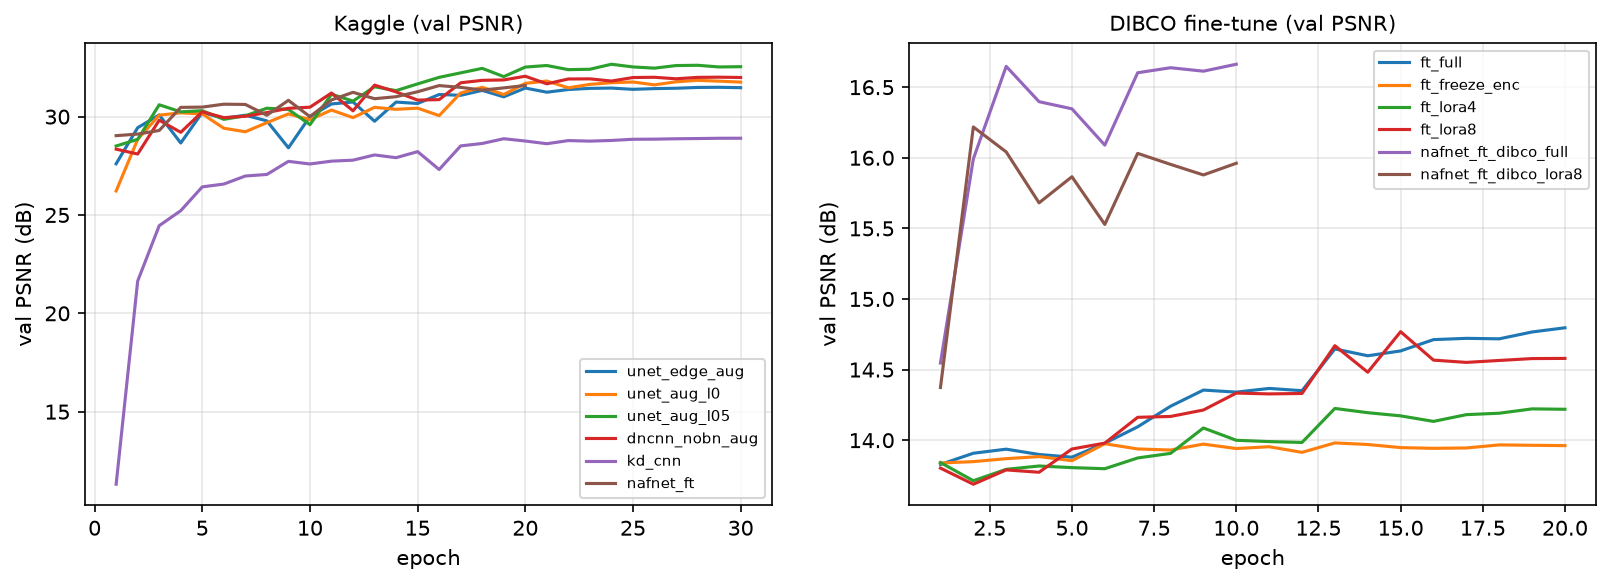 Kaggle (val PSNR)
val PSNR (dB)
30
25
20
15
0
5
10
15
20
25
30
epoch
unet_edge_aug
unet_aug_l0
unet_aug_l05
dncnn_nobn_aug
kd_cnn
nafnet_ft
DIBCO fine-tune (val PSNR)
val PSNR (dB)
16.5
16.0
15.5
15.0
14.5
14.0
2.5
5.0
7.5
10.0
12.5
15.0
17.5
20.0
epoch
ft_full
ft_freeze_enc
ft_lora4
ft_lora8
nafnet_ft_dibco_full
nafnet_ft_dibco_lora8